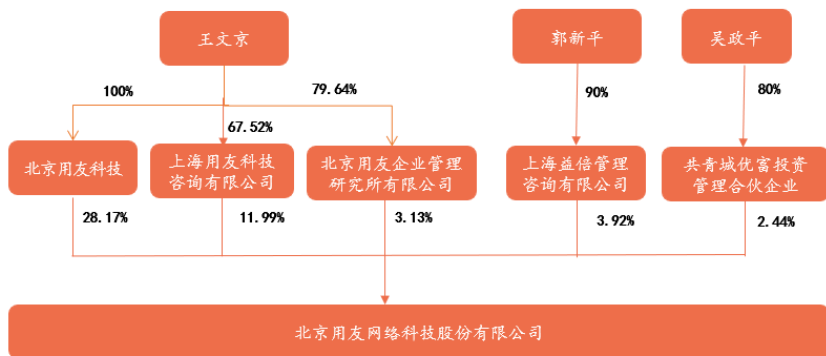 王文京
郭新平
吴政平
100%
79.64%
90%
80%
67.52%
北京用友科技
上海用友科技
咨询有限公司
北京用友企业管理
研究所有限公司
上海益倍管理
咨询有限公司
共青城优富投资
管理合伙企业
28.17%
11.99%
3.13%
3.92%
2.44%
北京用友网络科技股份有限公司